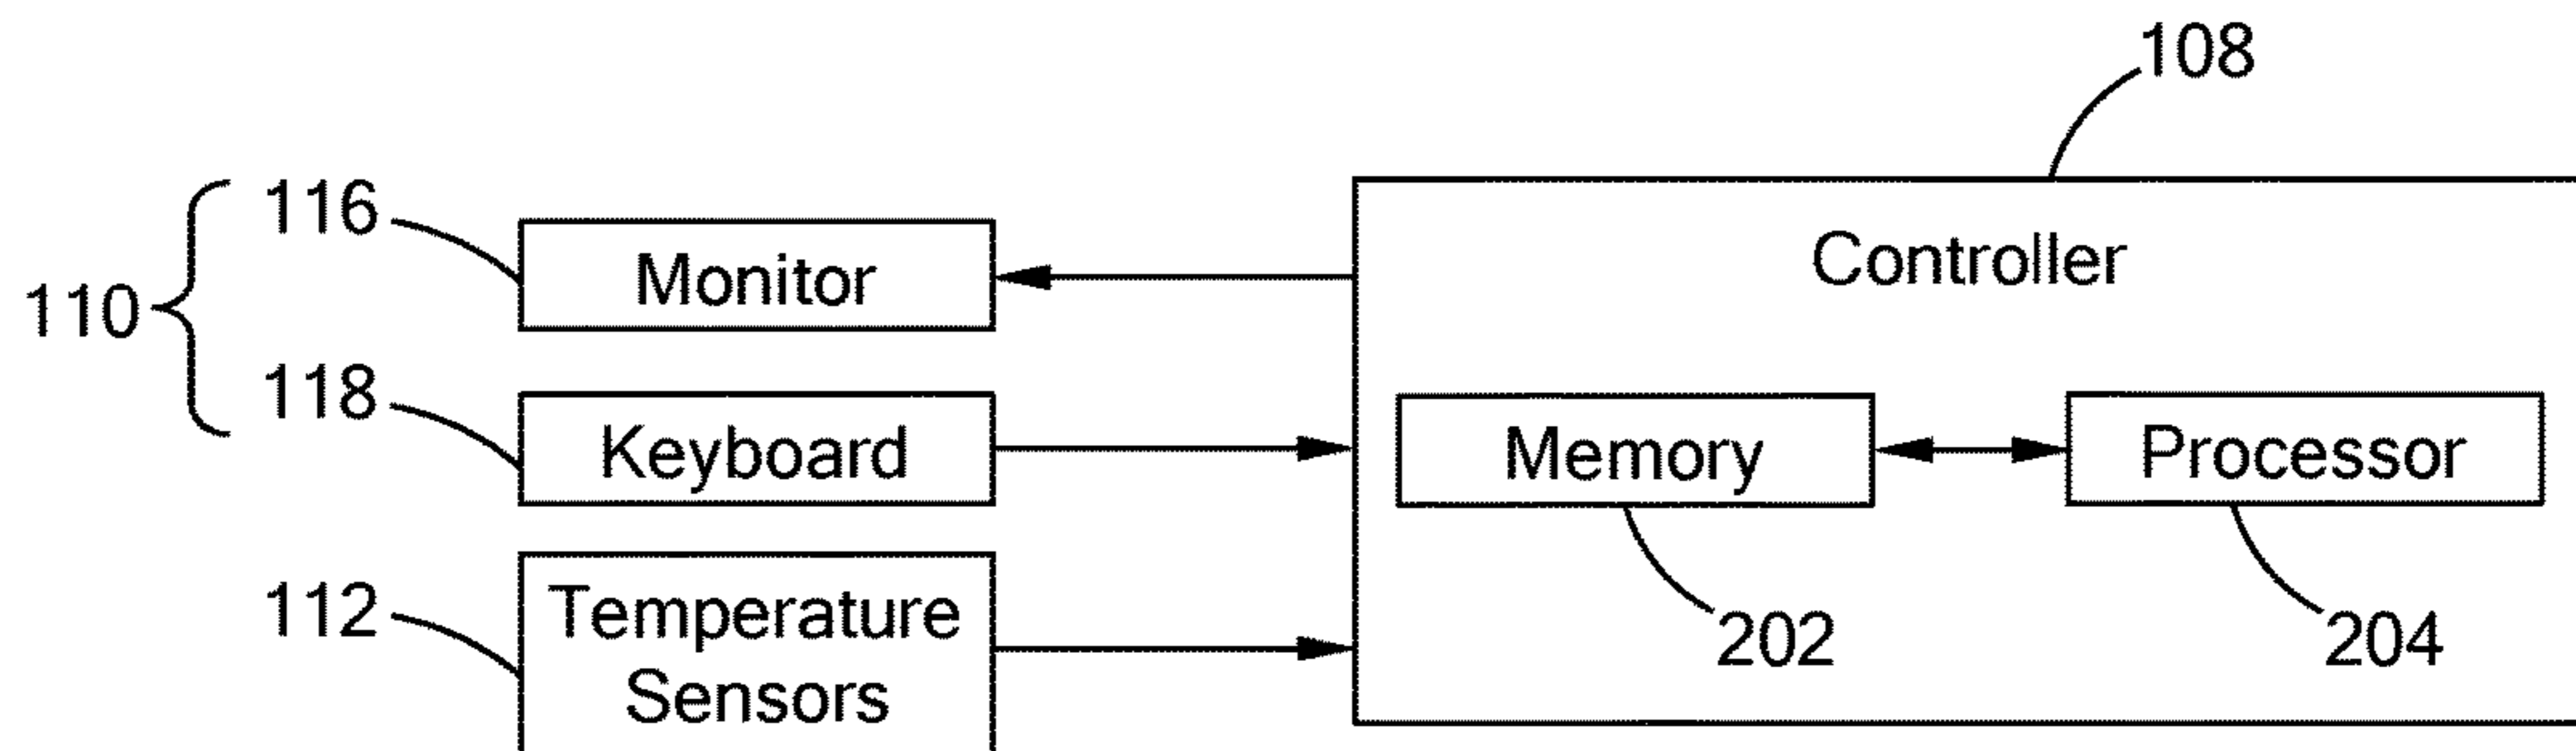 108
116
Monitor
Controller
110
118
Keyboard
Memory
Processor
112
Temperature
Sensors
202
204